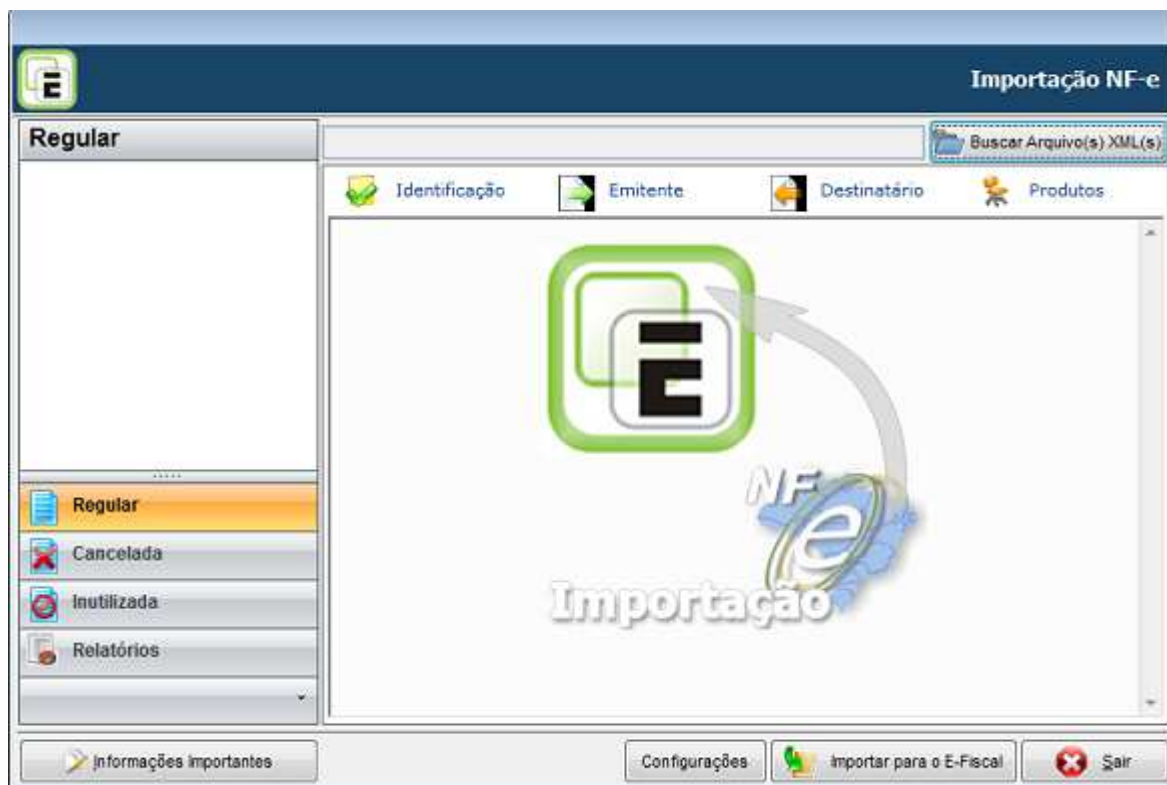 Importação NF-e
Regular
Buscar Arquivo(s) XML(s)
Identificação
Emitente
Destinatário
Produtos
E
NF
e
Importação
Regular
Cancelada
Inutilizada
Relatórios
Informações Importantes
Configurações
Importar para o E-Fiscal
Sair